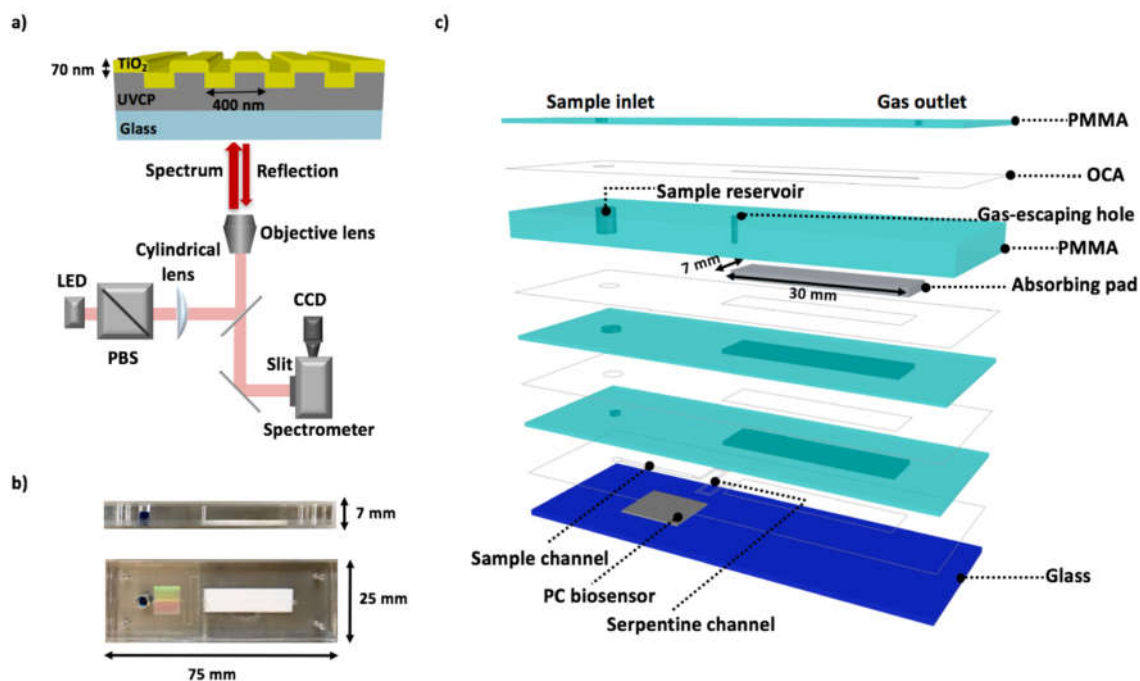 a)
TiO2
70 nm
400 nm
UVCP
Glass
Spectrum
Reflection
Objective lens
Cylindrical
lens
LED
PBS
CCD
Slit
Spectrometer
b)
7 mm
25 mm
75 mm
c)
Sample inlet
Gas outlet
PMMA
OCA
Sample reservoir
Gas-escaping hole
PMMA
7 mm
30 mm
Absorbing pad
Sample channel
PC biosensor
Serpentine channel
Glass